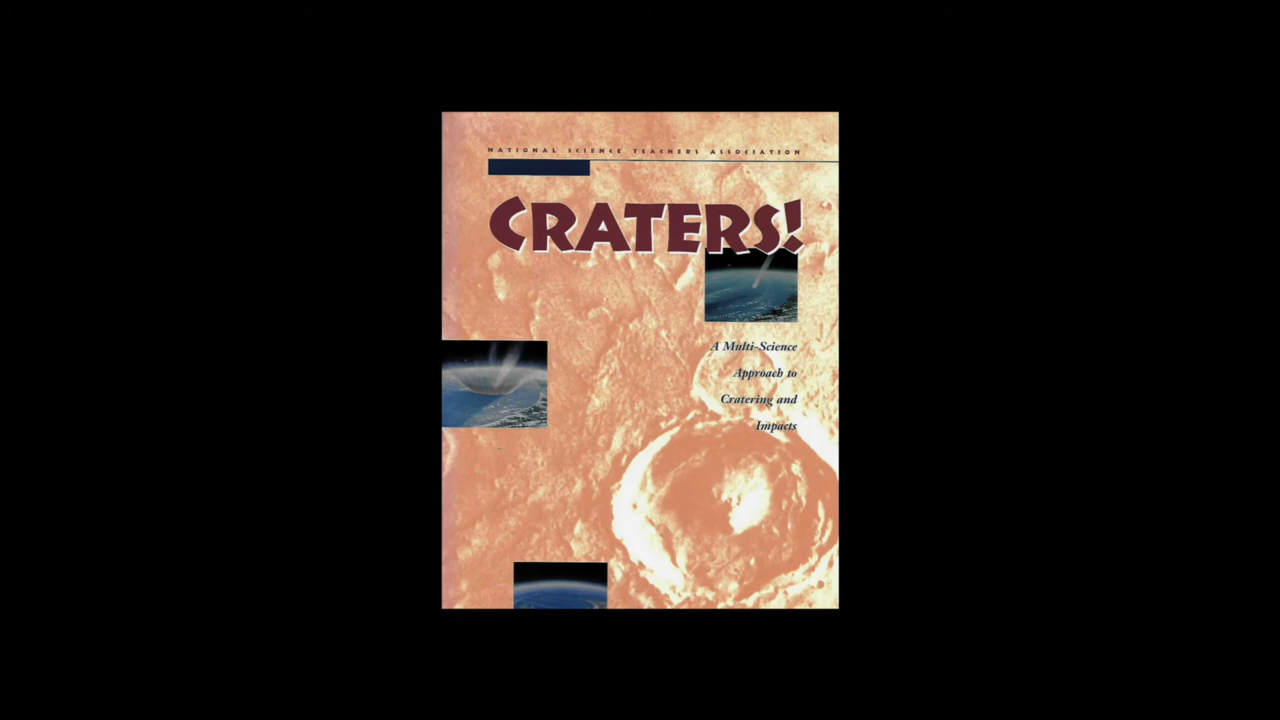 NATIONAL SCIENCE TEACHERS ASSOCIATION
CRATERS!
A Multi-Science
Approach to
Cratering and
Impacts